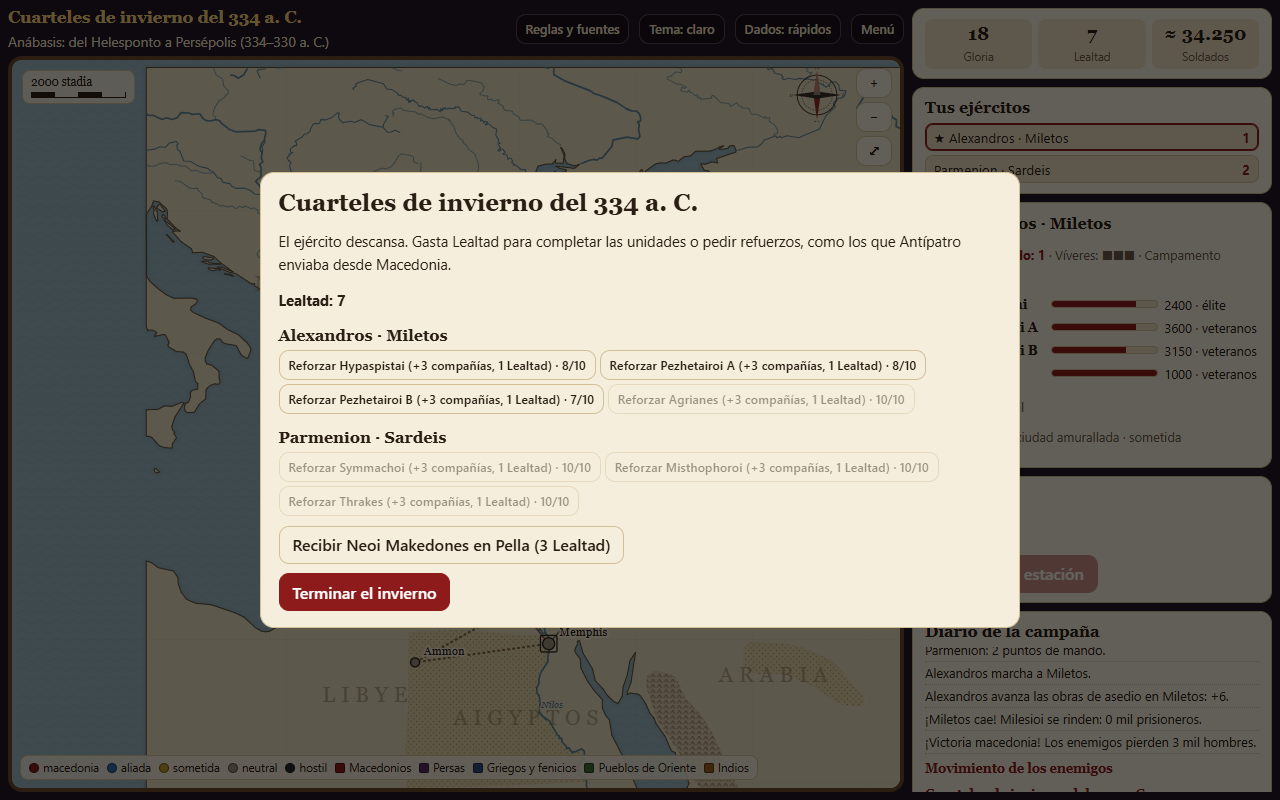 Cuarteles de invierno del 334 a. C.
Anábasis: del Helesponto a Persépolis (334–330 a. C.)
Reglas y fuentes
Tema: claro
Dados: rápidos
Menú
18
Gloria
7
Lealtad
≈ 34.250
Soldados
2000 stadia
+
−
Tus ejércitos
★ Alexandros · Miletos 1
Parmenion · Sardeis 2
os · Miletos
do: 1 · Víveres: · Campamento
2400 · élite
i A 3600 · veteranos
i B 3150 · veteranos
1000 · veteranos
ciudad amurallada · sometida
estación
Cuarteles de invierno del 334 a. C.
El ejército descansa. Gasta Lealtad para completar las unidades o pedir refuerzos, como los que Antípatro
enviaba desde Macedonia.
Lealtad: 7
Alexandros · Miletos
Reforzar Hypaspistai (+3 compañías, 1 Lealtad) · 8/10
Reforzar Pezhetairoi A (+3 compañías, 1 Lealtad) · 8/10
Reforzar Pezhetairoi B (+3 compañías, 1 Lealtad) · 7/10
Reforzar Agrianes (+3 compañías, 1 Lealtad) · 10/10
Parmenion · Sardeis
Reforzar Symmachoi (+3 compañías, 1 Lealtad) · 10/10
Reforzar Misthophoroi (+3 compañías, 1 Lealtad) · 10/10
Reforzar Thrakes (+3 compañías, 1 Lealtad) · 10/10
Recibir Neoi Makedones en Pella (3 Lealtad)
Terminar el invierno
Memphis
Ammon
LIBYE
AIGYPTOS
Nilos
ARABIA
macedonia
aliada
sometida
neutral
hostil
Macedonios
Persas
Griegos y fenicios
Pueblos de Oriente
Indios
Diario de la campaña
Parmenion: 2 puntos de mando.
Alexandros marcha a Miletos.
Alexandros avanza las obras de asedio en Miletos: +6.
¡Miletos cae! Milesioi se rinden: 0 mil prisioneros.
¡Victoria macedonia! Los enemigos pierden 3 mil hombres.
Movimiento de los enemigos